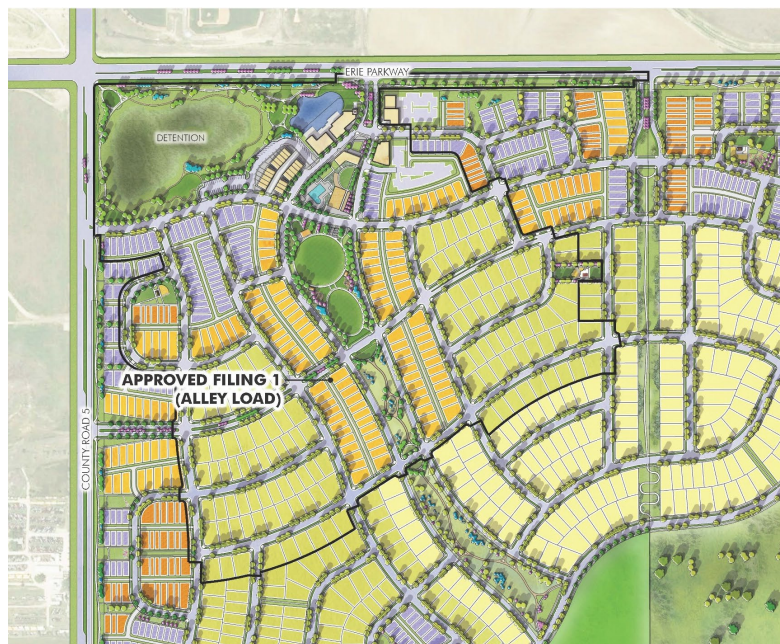 ERIE PARKWAY
DETENTION
APPROVED FILING 1
(ALLEY LOAD)
COUNTY ROAD 5